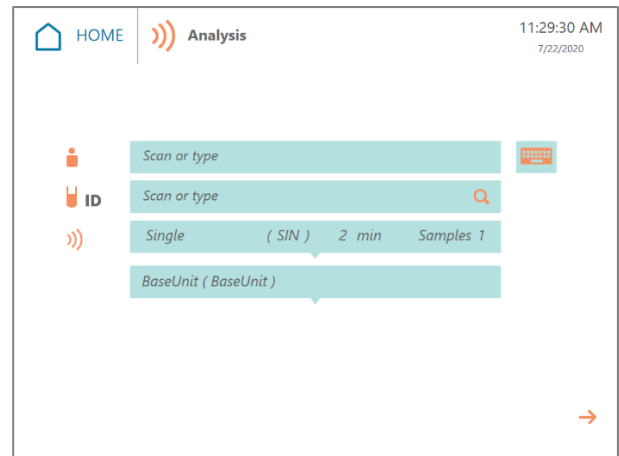 HOME
Analysis
11:29:30 AM
7/22/2020
Scan or type
ID
Scan or type
Single ( SIN ) 2 min Samples 1
BaseUnit ( BaseUnit )